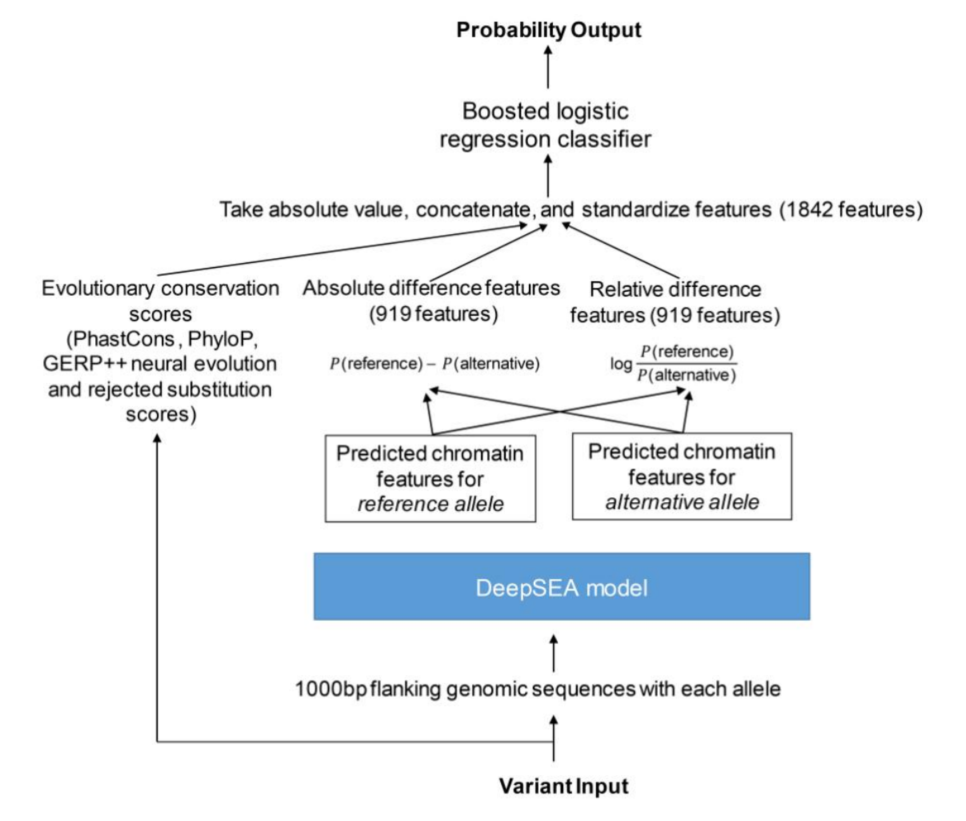 Probability Output
Boosted logistic
regression classifier
Take absolute value, concatenate, and standardize features (1842 features)
Evolutionary conservation
scores
(PhastCons, PhyloP,
GERP++ neural evolution
and rejected substitution
scores)
Absolute difference features
(919 features)
P(reference) − P(alternative)
Relative difference
features (919 features)
log P(reference)
P(alternative)
Predicted chromatin
features for
reference allele
Predicted chromatin
features for
alternative allele
DeepSEA model
1000bp flanking genomic sequences with each allele
Variant Input